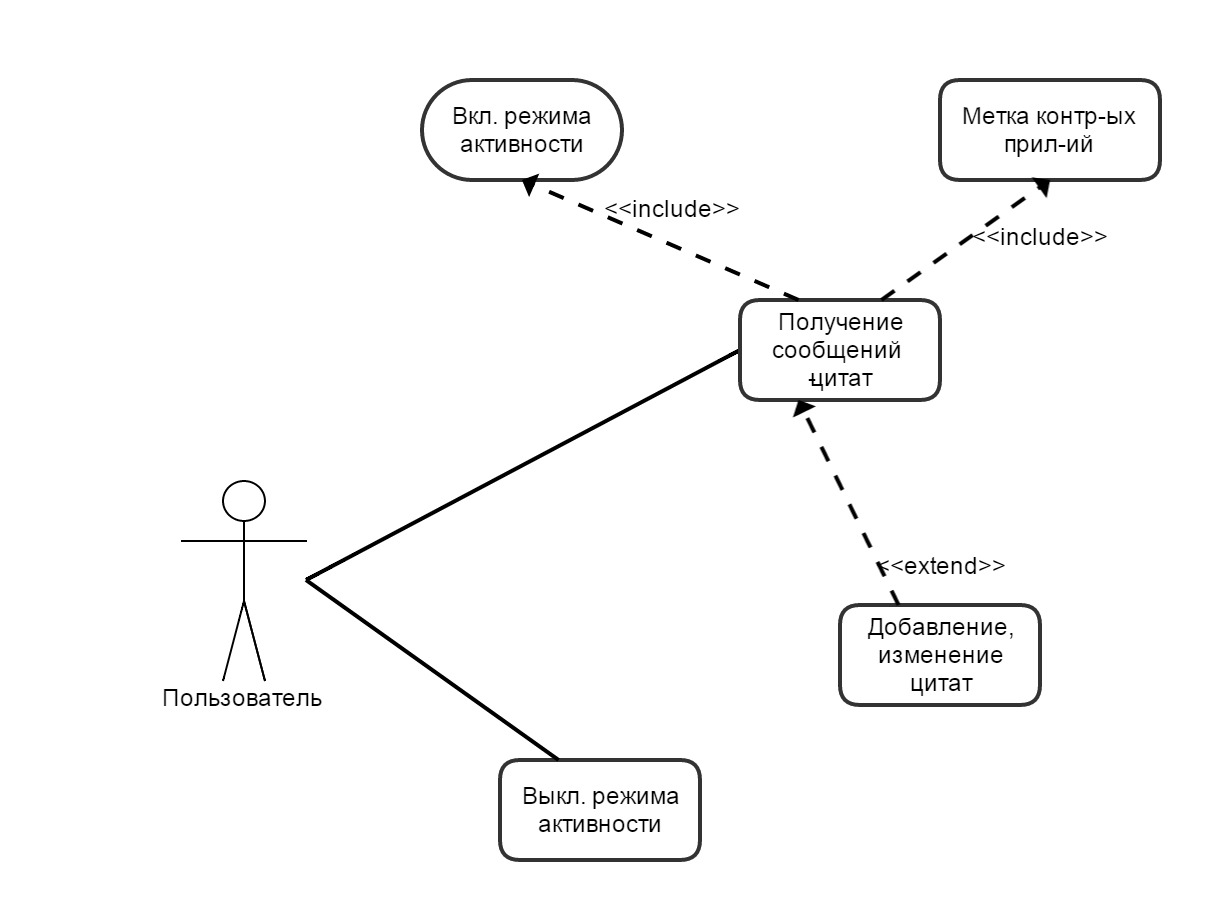 Вкл. режима
активности
Метка контр-ых
прил-ий
<<include>>
<<include>>
Получение
сообщений
-цитат
<<extend>>
Добавление,
изменение
цитат
Пользователь
Выкл. режима
активности